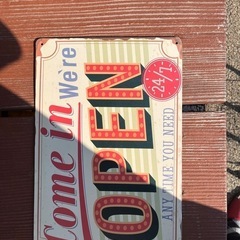 Come in
We're
OPEN
-24/7-
ANY TIME YOU NEED